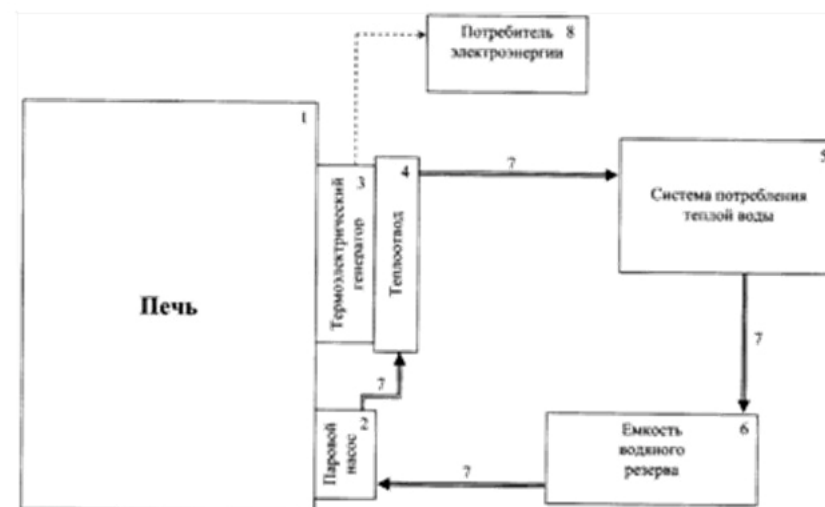 Потребитель 8
электроэнергии
1
Печь
Термоэлектрический 3
генератор
Теплоотвод 4
7
5
Система потребления
теплой воды
7
7
Паровой 2
насос
7
Емкость 6
водяного
резерва